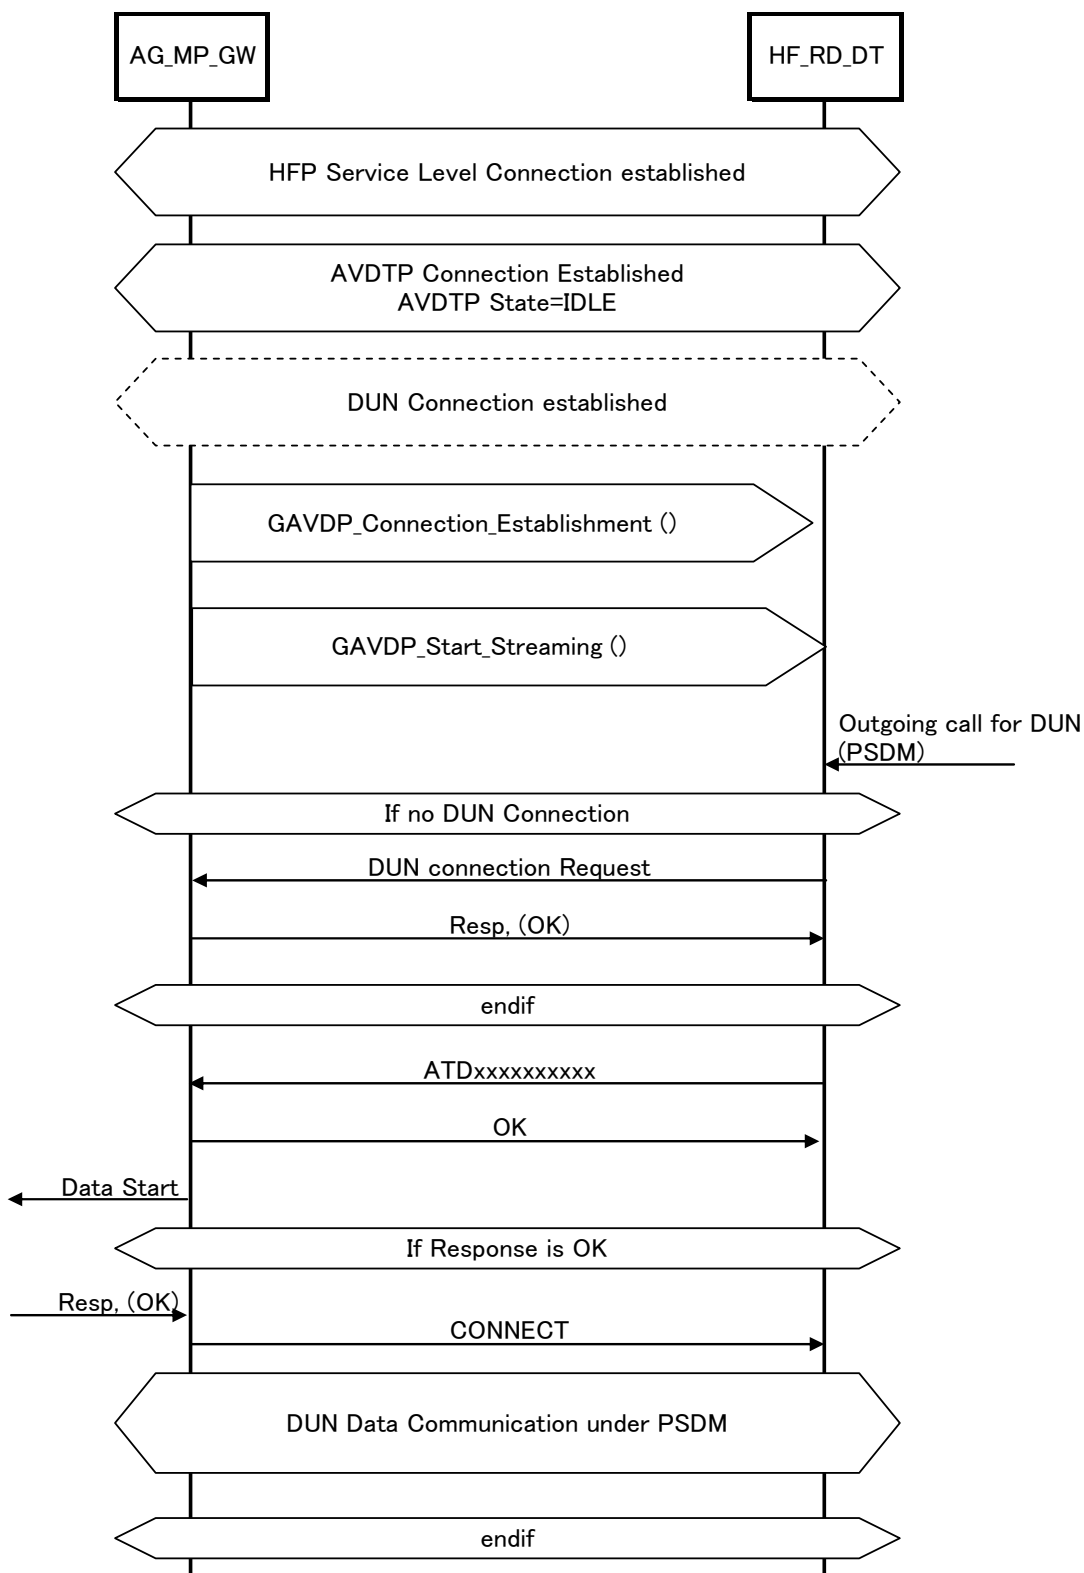 AG_MP_GW
HF_RD_DT
HFP Service Level Connection established
AVDTP Connection Established
AVDTP State=IDLE
DUN Connection established
GAVDP_Connection_Establishment ()
GAVDP_Start_Streaming ()
Outgoing call for DUN
(PSDM)
If no DUN Connection
DUN connection Request
Resp, (OK)
endif
ATDxxxxxxxxxx
OK
Data Start
If Response is OK
Resp, (OK)
CONNECT
DUN Data Communication under PSDM
endif